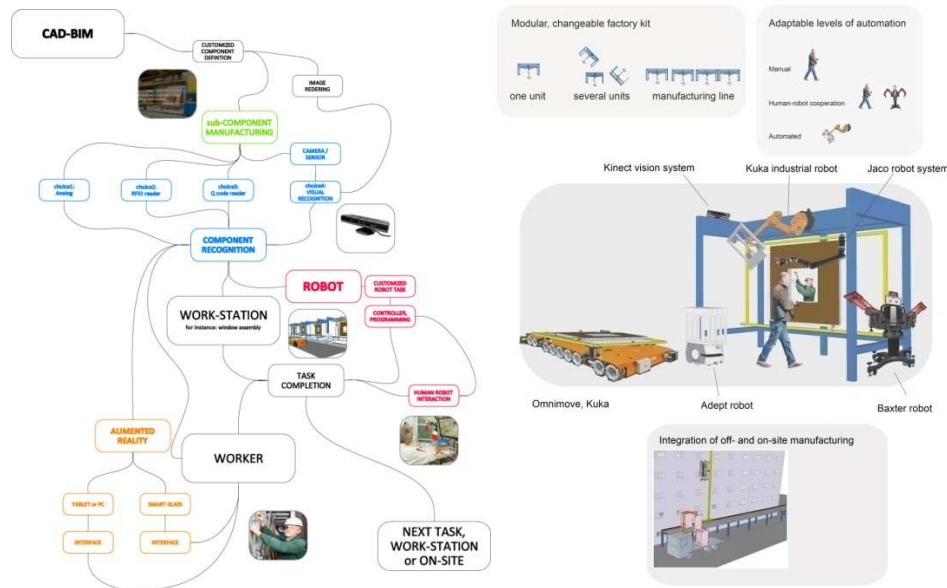 CAD-BIM
CUSTOMIZED
COMPONENT
DEFINTION
IMAGE
REDERING
sub-COMPONENT
MANUFACTURING
CAMERA /
SENSOR
choice1:
Analog
choice2:
RFID reader
choice3:
Q code reader
choice4:
VISUAL
RECOGNITION
COMPONENT
RECOGNITION
ROBOT
CUSTOMIZED
ROBOT TASK
WORK-STATION
for instance: window assembly
CONTROLLER,
PROGRAMMING
TASK
COMPLETION
HUMAN ROBOT
INTERACTION
AUMENTED
REALITY
WORKER
TABLET or PC
SMART GLASS
INTERFACE
INTERFACE
NEXT TASK,
WORK-STATION
or ON-SITE
Modular, changeable factory kit
one unit
several units
manufacturing line
Adaptable levels of automation
Manual
Human-robot cooperation
Automated
Kinect vision system
Kuka industrial robot
Jaco robot system
Omnimove, Kuka
Adept robot
Baxter robot
Integration of off- and on-site manufacturing